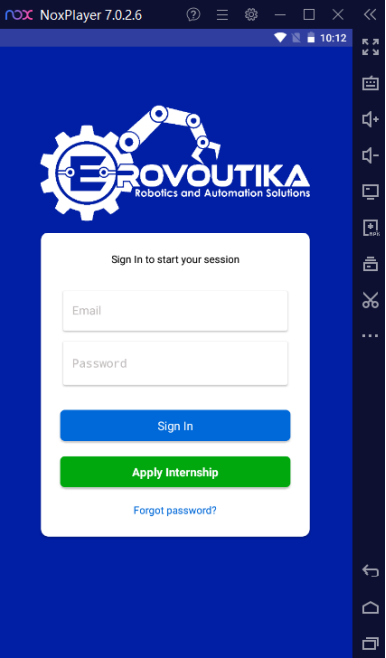 nox NoxPlayer 7.0.2.6
10:12
EROVOUTIKA
Robotics and Automation Solutions
Sign In to start your session
Email
Password
Sign In
Apply Internship
Forgot password?